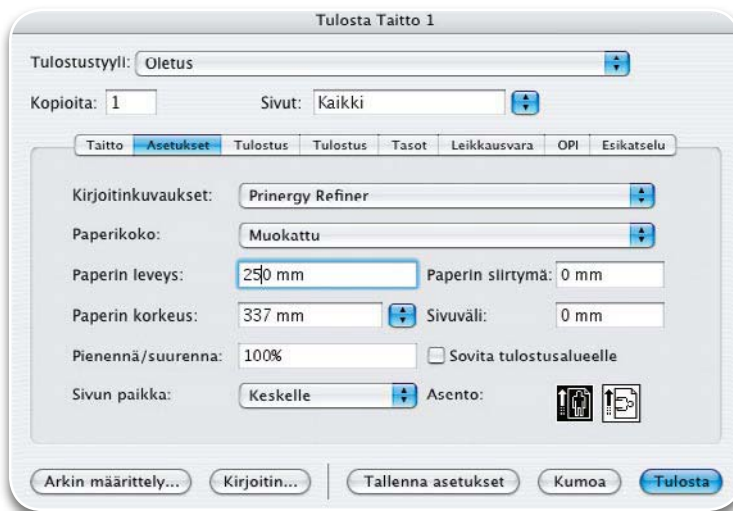 Tulosta Taitto 1
Tulostustyyli: Oletus
Kopioita: 1 Sivut: Kaikki
Taitto Asetukset Tulostus Tulostus Tasot Leikkausvara OPI Esikatselu
Kirjoitinkuvaukset: Prinergy Refiner
Paperikoko: Muokattu
Paperin leveys: 250 mm Paperin siirtymä: 0 mm
Paperin korkeus: 337 mm Sivuväli: 0 mm
Pienennä/suurenna: 100% Sovita tulostusalueelle
Sivun paikka: Keskelle Asento:
Arkin määrittely... Kirjoitin... Tallenna asetukset Kumoa Tulosta